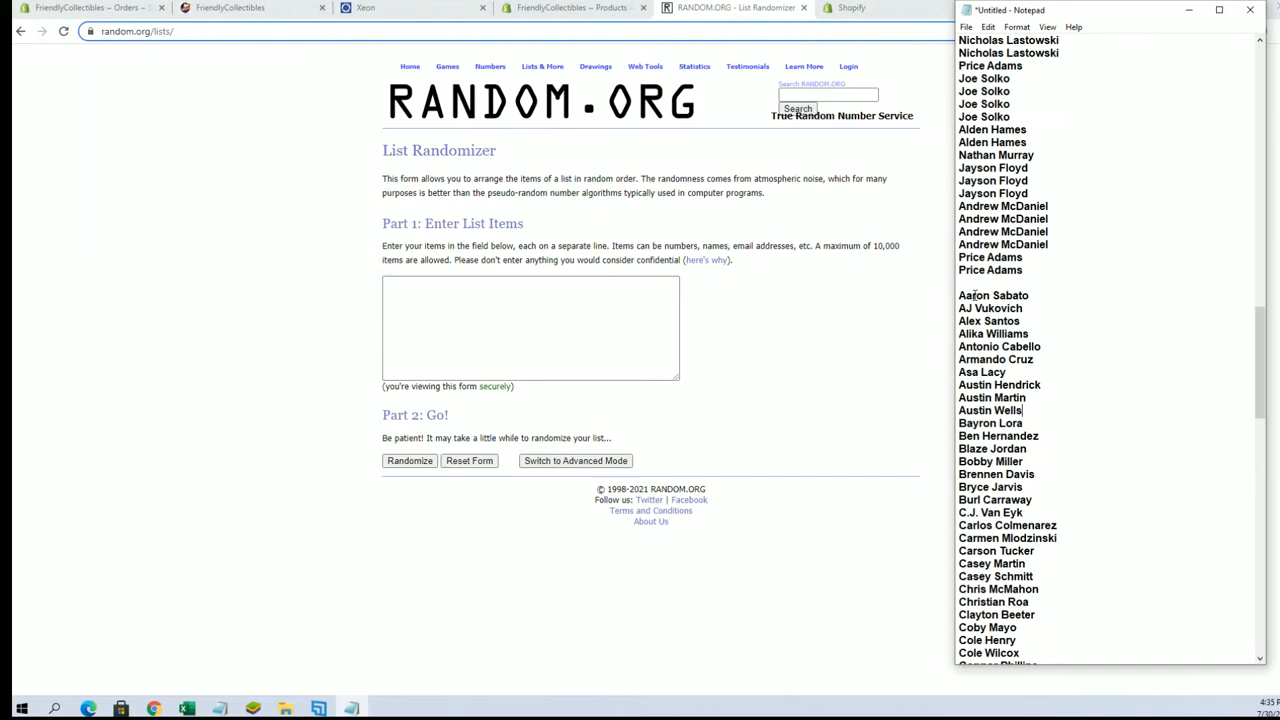 FriendlyCollectibles ~ Orders ~ S
FriendlyCollectibles
Xeon
FriendlyCollectibles ~ Products ~
RANDOM.ORG - List Randomizer
Shopify
random.org/lists/
Home Games Numbers Lists & More Drawings Web Tools Statistics Testimonials Learn More Login
RANDOM.ORG
Search RANDOM.ORG
Search
True Random Number Service
List Randomizer
This form allows you to arrange the items of a list in random order. The randomness comes from atmospheric noise, which for many
purposes is better than the pseudo-random number algorithms typically used in computer programs.
Part 1: Enter List Items
Enter your items in the field below, each on a separate line. Items can be numbers, names, email addresses, etc. A maximum of 10,000
items are allowed. Please don't enter anything you would consider confidential (here's why).
(you're viewing this form securely)
Part 2: Go!
Be patient! It may take a little while to randomize your list...
Randomize Reset Form Switch to Advanced Mode
© 1998-2021 RANDOM.ORG
Follow us: Twitter | Facebook
Terms and Conditions
About Us
*Untitled - Notepad
File Edit Format View Help
Nicholas Lastowski
Nicholas Lastowski
Price Adams
Joe Solko
Joe Solko
Joe Solko
Joe Solko
Alden Hames
Alden Hames
Nathan Murray
Jayson Floyd
Jayson Floyd
Jayson Floyd
Andrew McDaniel
Andrew McDaniel
Andrew McDaniel
Andrew McDaniel
Price Adams
Price Adams
Aaron Sabato
AJ Vukovich
Alex Santos
Alika Williams
Antonio Cabello
Armando Cruz
Asa Lacy
Austin Hendrick
Austin Martin
Austin Wells
Bayron Lora
Ben Hernandez
Blaze Jordan
Bobby Miller
Brennen Davis
Bryce Jarvis
Burl Carraway
C.J. Van Eyk
Carlos Colmenarez
Carmen Mlodzinski
Carson Tucker
Casey Martin
Casey Schmitt
Chris McMahon
Christian Roa
Clayton Beeter
Coby Mayo
Cole Henry
Cole Wilcox
4:35